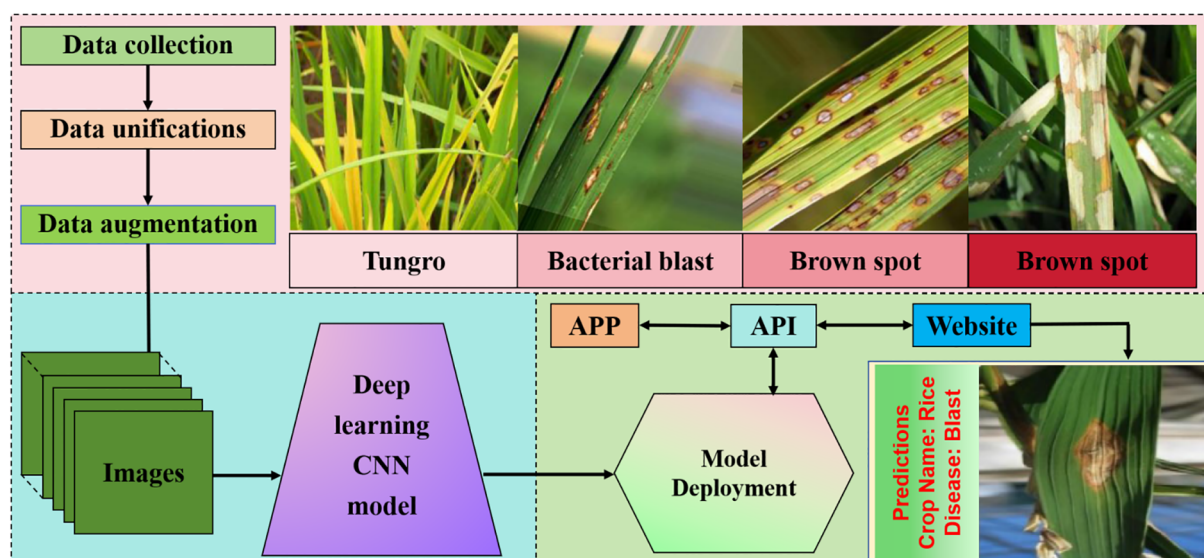 Data collection
Data unifications
Data augmentation
Tungro
Bacterial blast
Brown spot
Brown spot
Images
Deep
learning
CNN
model
APP
API
Website
Model
Deployment
Predictions
Crop Name: Rice
Disease: Blast